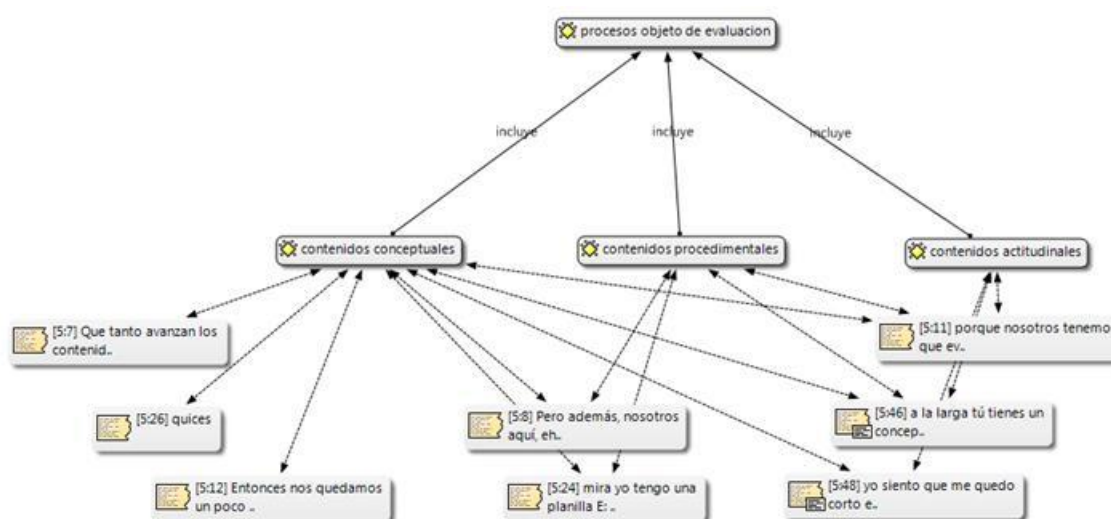 procesos objeto de evaluacion
incluye
incluye
incluye
contenidos conceptuales
contenidos procedimentales
contenidos actitudinales
[5:7] Que tanto avanzan los
contenid..
[5:11] porque nosotros tenemo
que ev..
[5:26] quices
[5:8] Pero además, nosotros
aquí, eh..
[5:46] a la larga tú tienes un
concep..
[5:12] Entonces nos quedamos
un poco ..
[5:24] mira yo tengo una
planilla E: ..
[5:48] yo siento que me quedo
corto e..